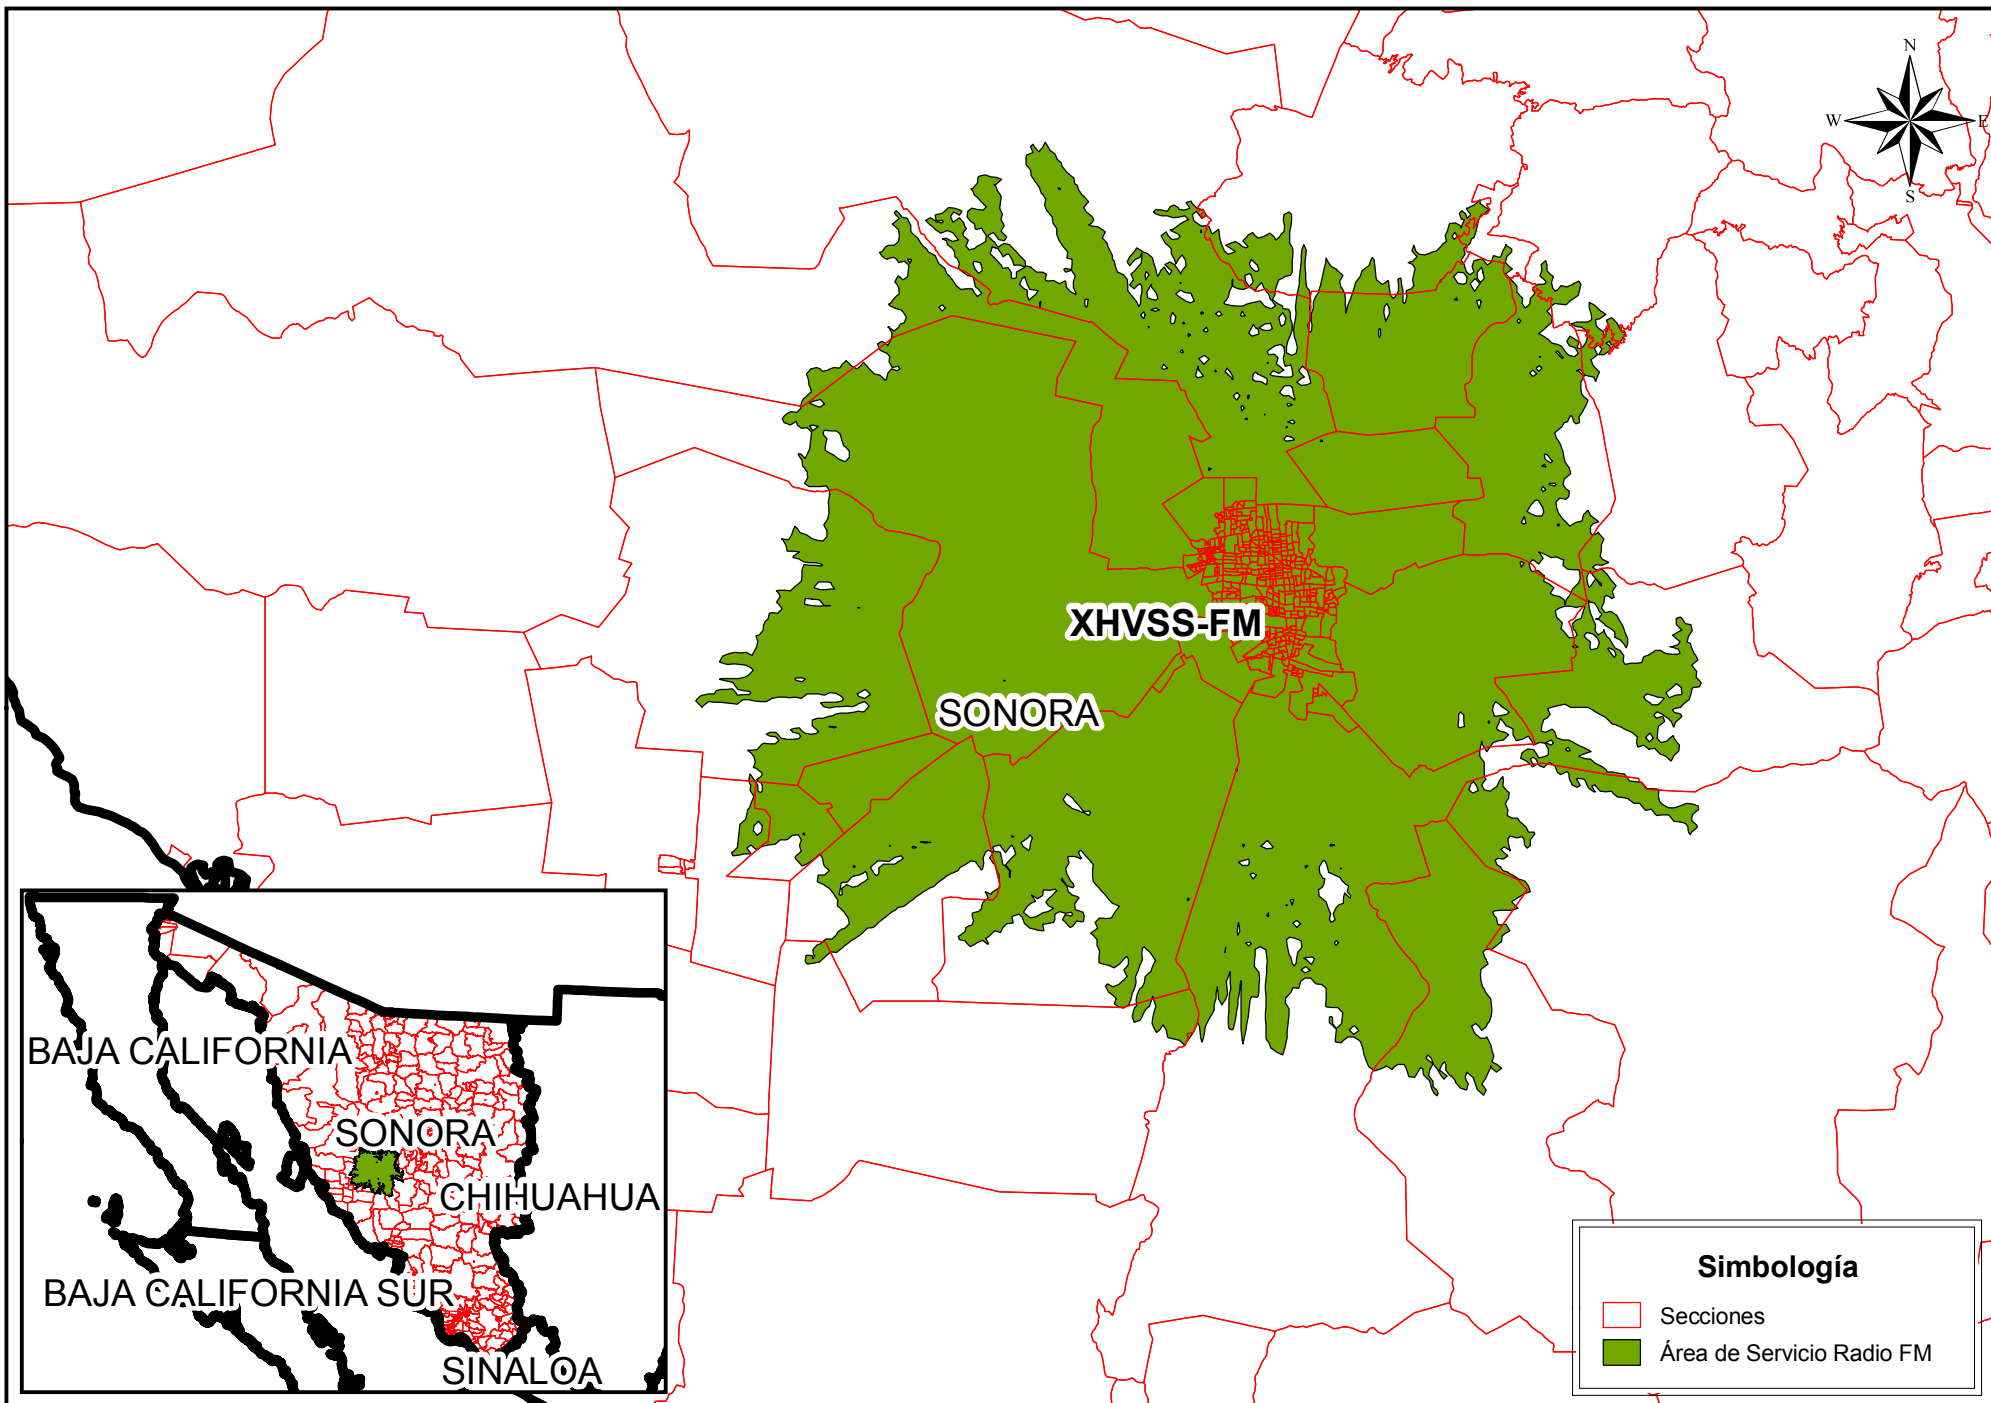 N
W
E
S
XHVSS-FM
SONORA
BAJA CALIFORNIA
SONORA
CHIHUAHUA
BAJA CALIFORNIA SUR
SINALOA
Simbología
Secciones
Área de Servicio Radio FM